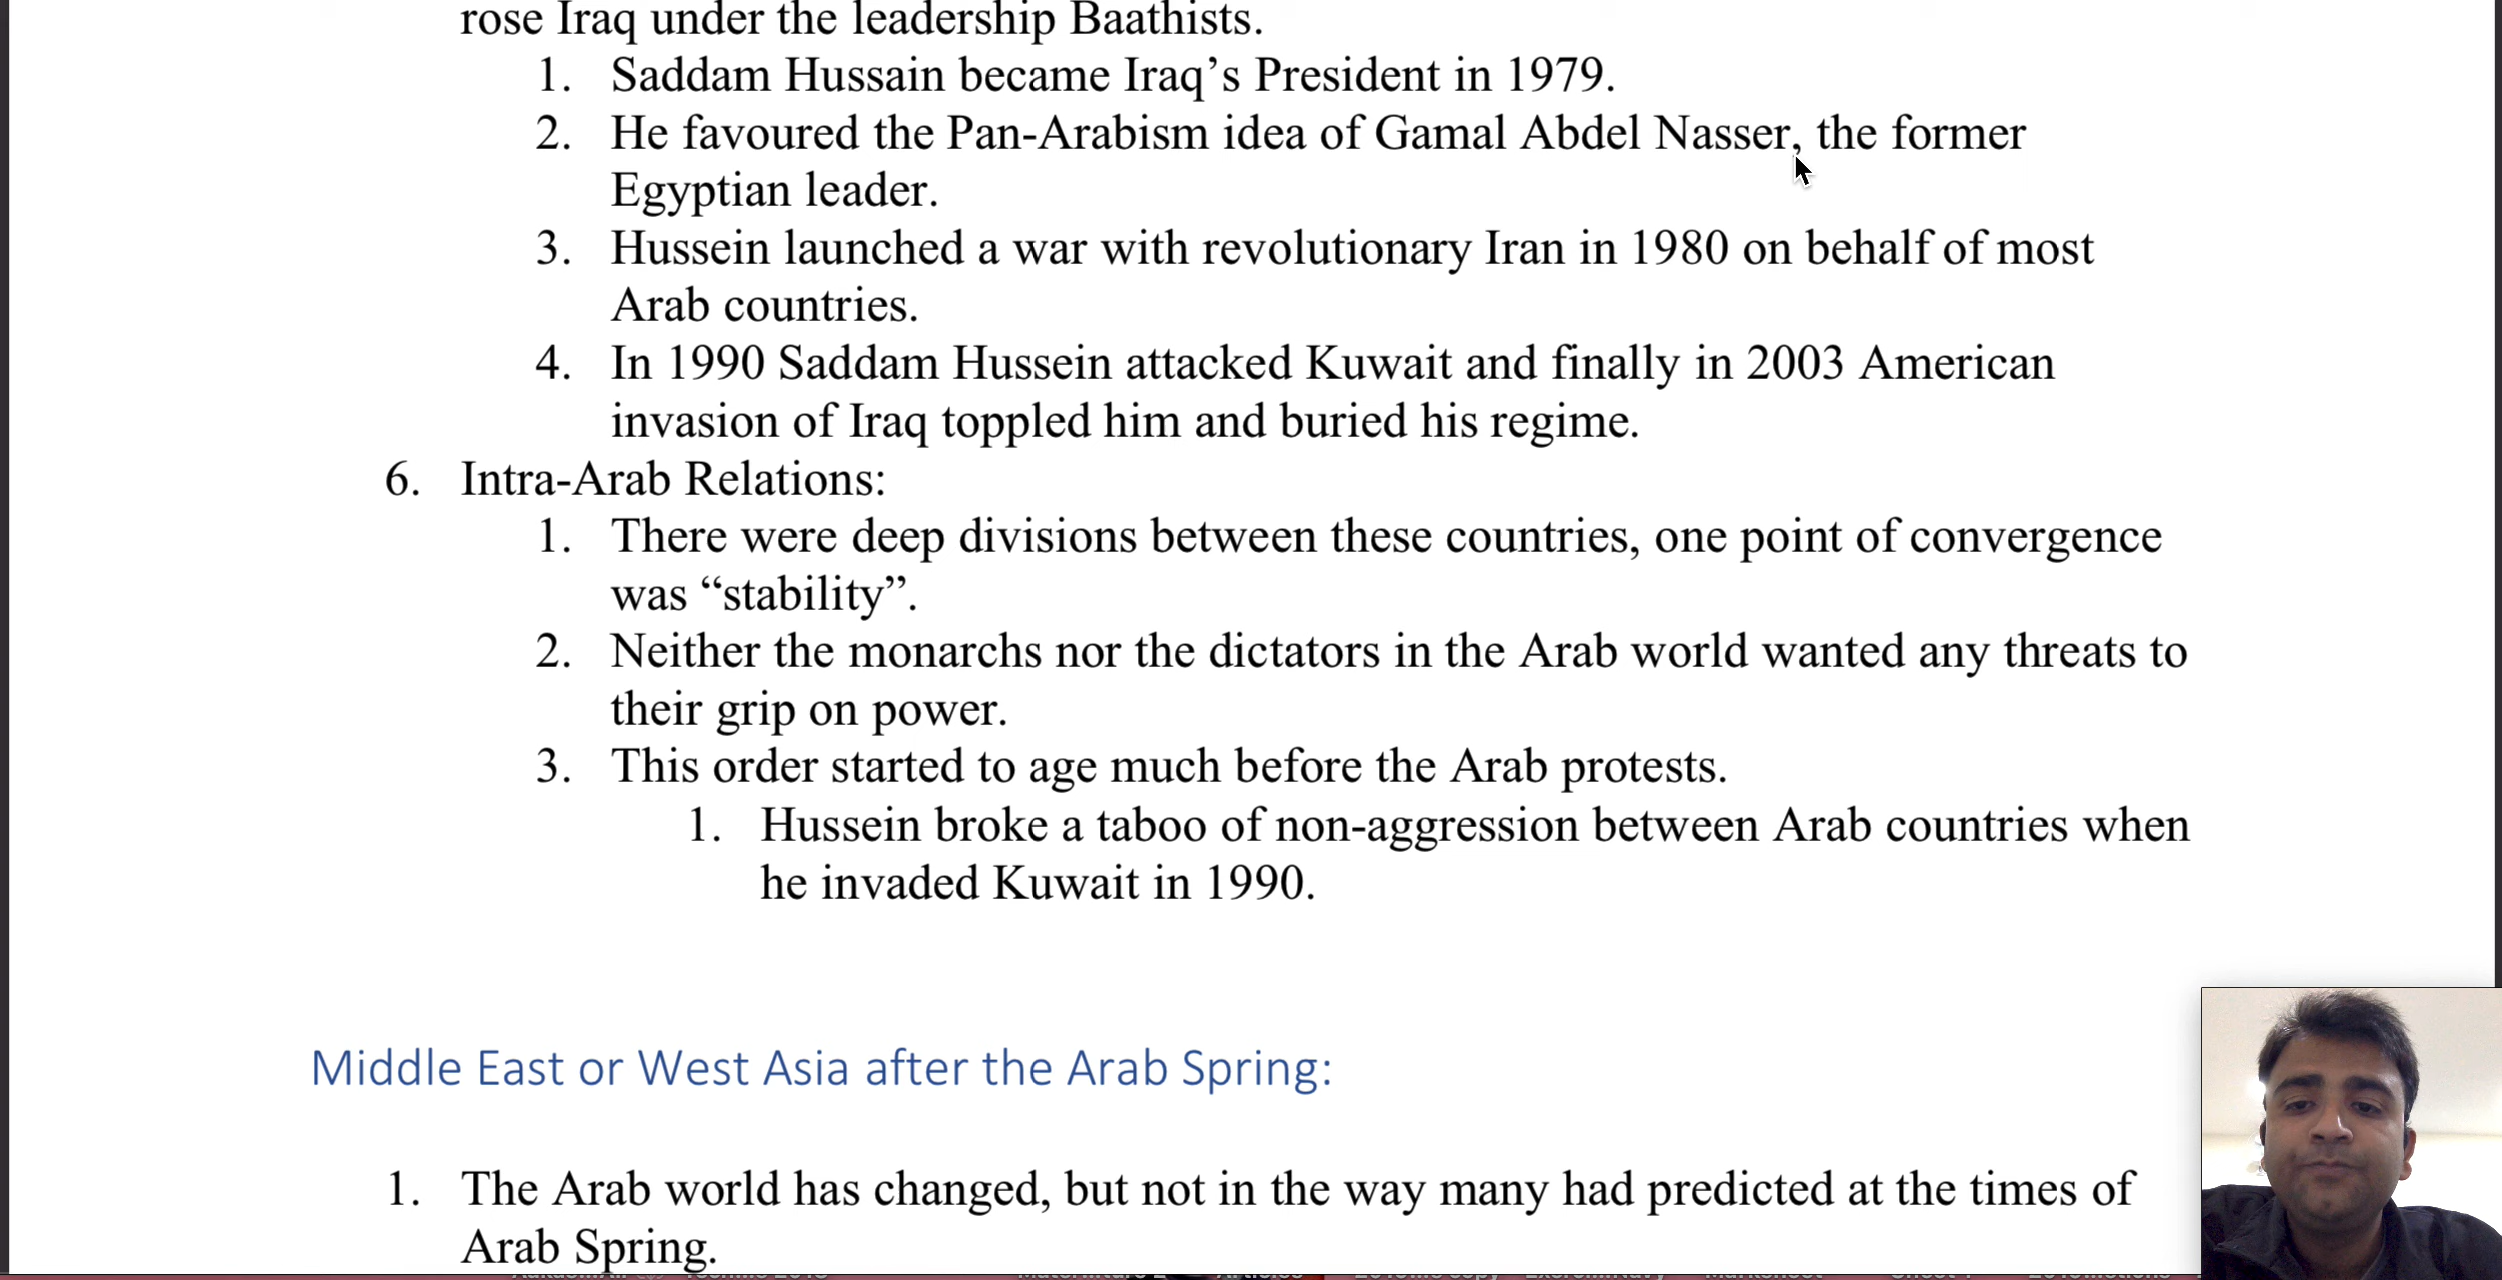 rose Iraq under the leadership Baathists.
1. Saddam Hussain became Iraq’s President in 1979.
2. He favoured the Pan-Arabism idea of Gamal Abdel Nasser, the former
Egyptian leader.
3. Hussein launched a war with revolutionary Iran in 1980 on behalf of most
Arab countries.
4. In 1990 Saddam Hussein attacked Kuwait and finally in 2003 American
invasion of Iraq toppled him and buried his regime.
6. Intra-Arab Relations:
1. There were deep divisions between these countries, one point of convergence
was “stability”.
2. Neither the monarchs nor the dictators in the Arab world wanted any threats to
their grip on power.
3. This order started to age much before the Arab protests.
1. Hussein broke a taboo of non-aggression between Arab countries when
he invaded Kuwait in 1990.
Middle East or West Asia after the Arab Spring:
1. The Arab world has changed, but not in the way many had predicted at the times of
Arab Spring.